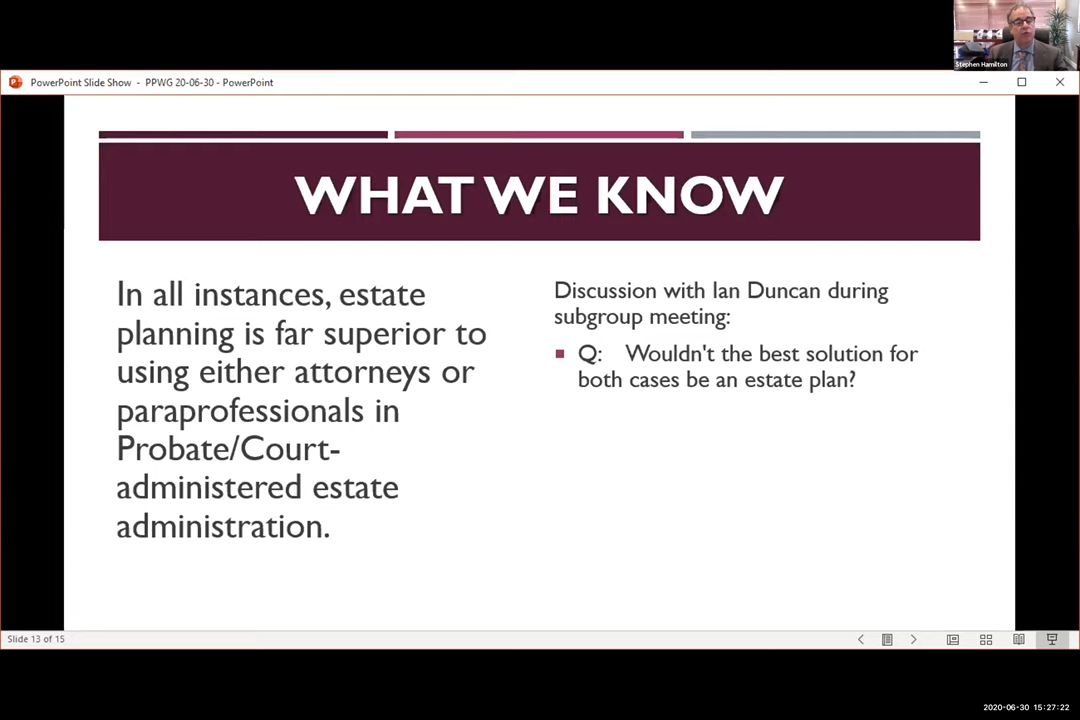 Stephen Hamilton
PowerPoint Slide Show - PPWG 20-06-30 - PowerPoint
WHAT WE KNOW
In all instances, estate
planning is far superior to
using either attorneys or
paraprofessionals in
Probate/Court-
administered estate
administration.
Discussion with Ian Duncan during
subgroup meeting:
Q: Wouldn't the best solution for
both cases be an estate plan?
Slide 13 of 15
2020-06-30 15:27:22